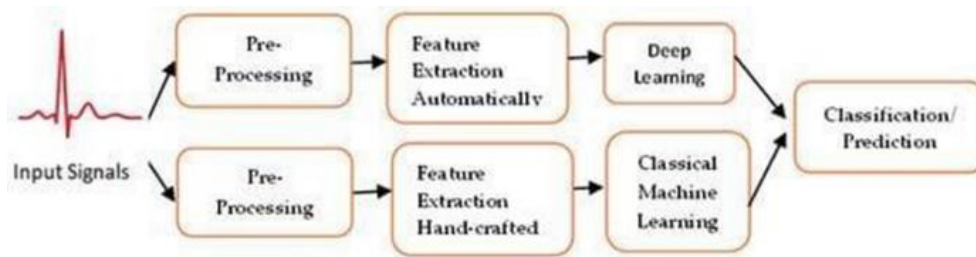 Pre-
Processing
Feature
Extraction
Automatically
Deep
Learning
Classification/
Prediction
Input Signals
Pre-
Processing
Feature
Extraction
Hand-crafted
Classical
Machine
Learning